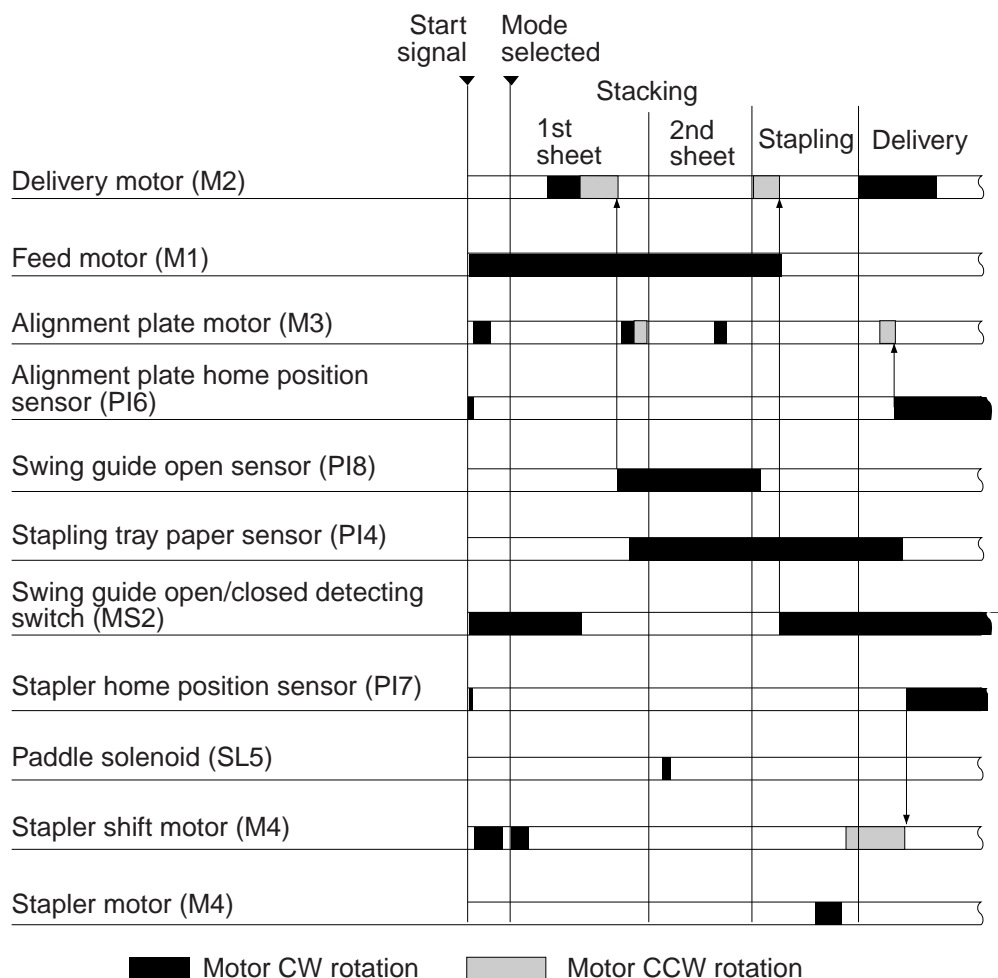 Start
signal
Mode
selected
Stacking
1st
sheet
2nd
sheet
Stapling
Delivery
Delivery motor (M2)
Feed motor (M1)
Alignment plate motor (M3)
Alignment plate home position
sensor (PI6)
Swing guide open sensor (PI8)
Stapling tray paper sensor (PI4)
Swing guide open/closed detecting
switch (MS2)
Stapler home position sensor (PI7)
Paddle solenoid (SL5)
Stapler shift motor (M4)
Stapler motor (M4)
Motor CW rotation
Motor CCW rotation